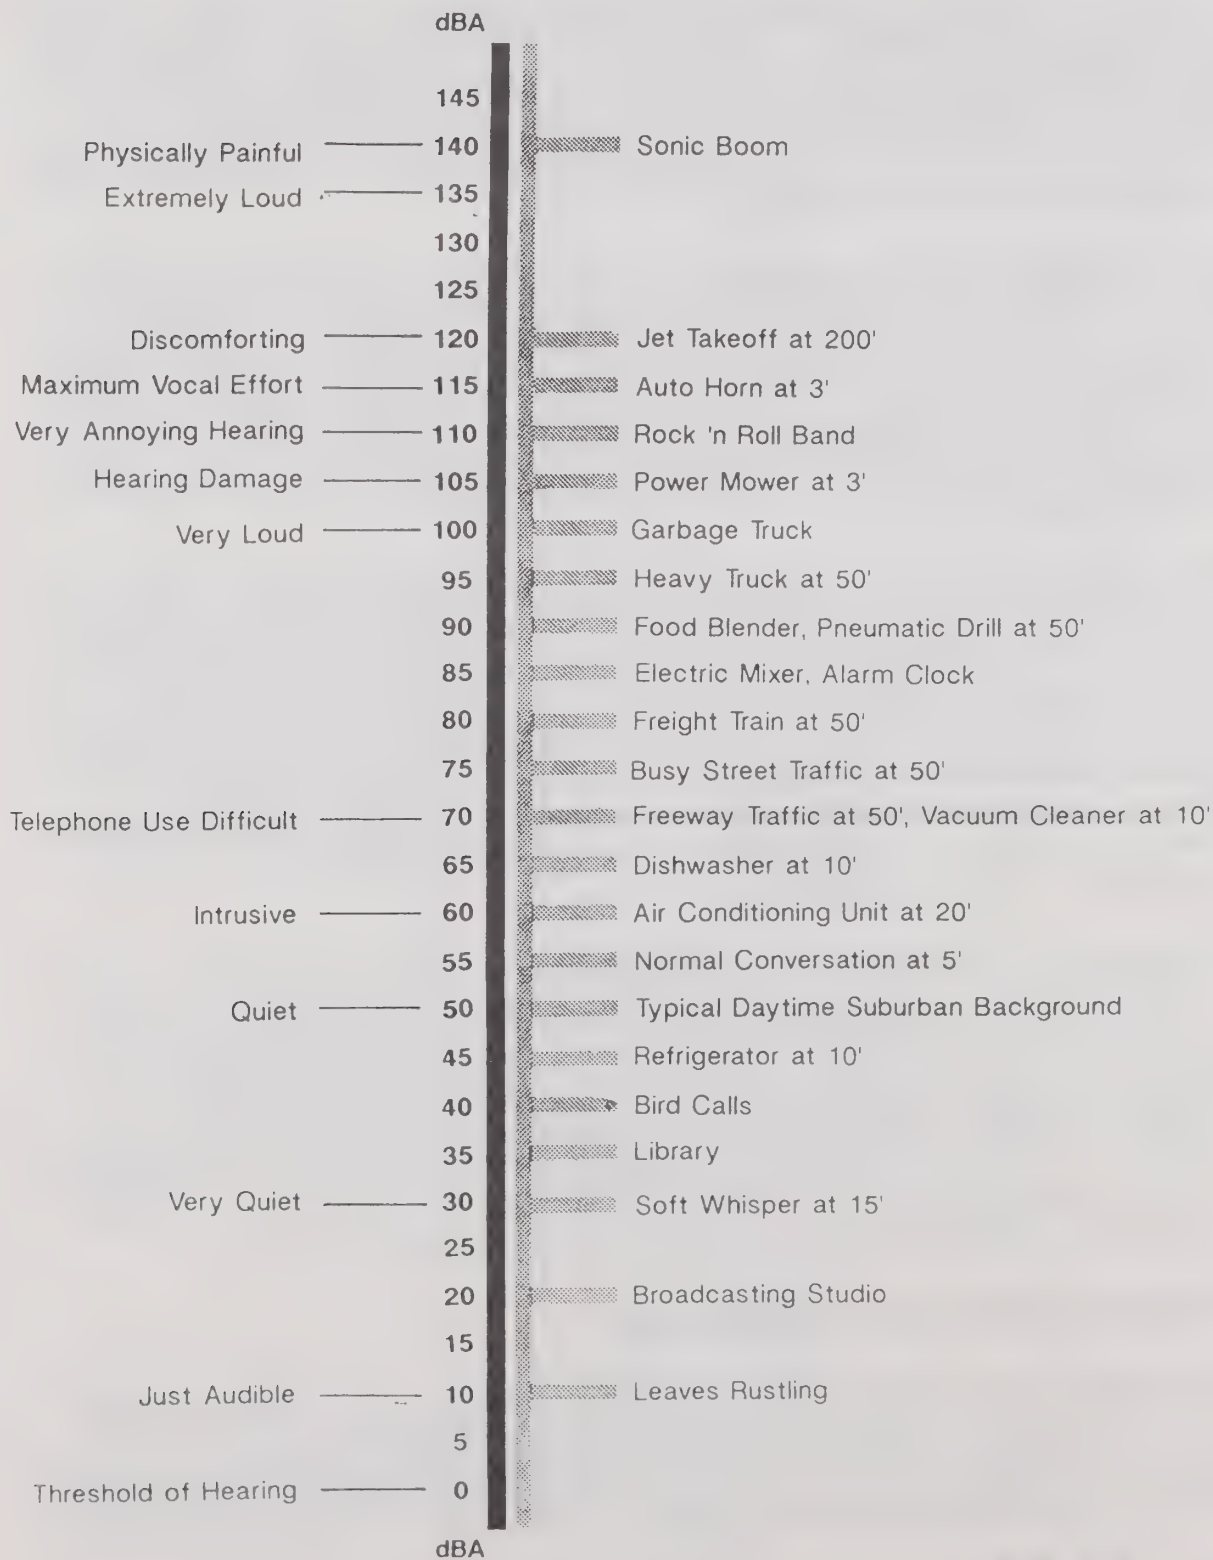 dBA
145
Physically Painful 140 Sonic Boom
Extremely Loud 135
130
125
Discomforting 120 Jet Takeoff at 200'
Maximum Vocal Effort 115 Auto Horn at 3'
Very Annoying Hearing 110 Rock 'n Roll Band
Hearing Damage 105 Power Mower at 3'
Very Loud 100 Garbage Truck
95 Heavy Truck at 50'
90 Food Blender, Pneumatic Drill at 50'
85 Electric Mixer, Alarm Clock
80 Freight Train at 50'
75 Busy Street Traffic at 50'
Telephone Use Difficult 70 Freeway Traffic at 50', Vacuum Cleaner at 10'
65 Dishwasher at 10'
Intrusive 60 Air Conditioning Unit at 20'
55 Normal Conversation at 5'
Quiet 50 Typical Daytime Suburban Background
45 Refrigerator at 10'
40 Bird Calls
35 Library
Very Quiet 30 Soft Whisper at 15'
25
20 Broadcasting Studio
15
Just Audible 10 Leaves Rustling
5
Threshold of Hearing 0
dBA